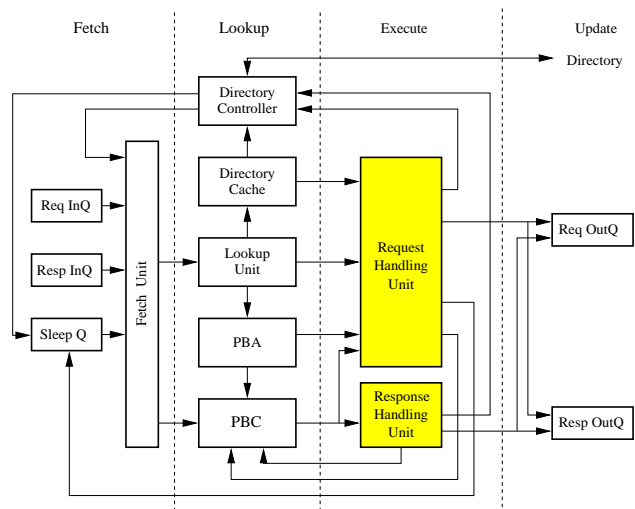 Fetch
Lookup
Execute
Update
Directory
Directory
Controller
Directory
Cache
Req InQ
Req OutQ
Request
Handling
Unit
Lookup
Unit
Resp InQ
Fetch Unit
Sleep Q
PBA
Response
Handling
Unit
PBC
Resp OutQ